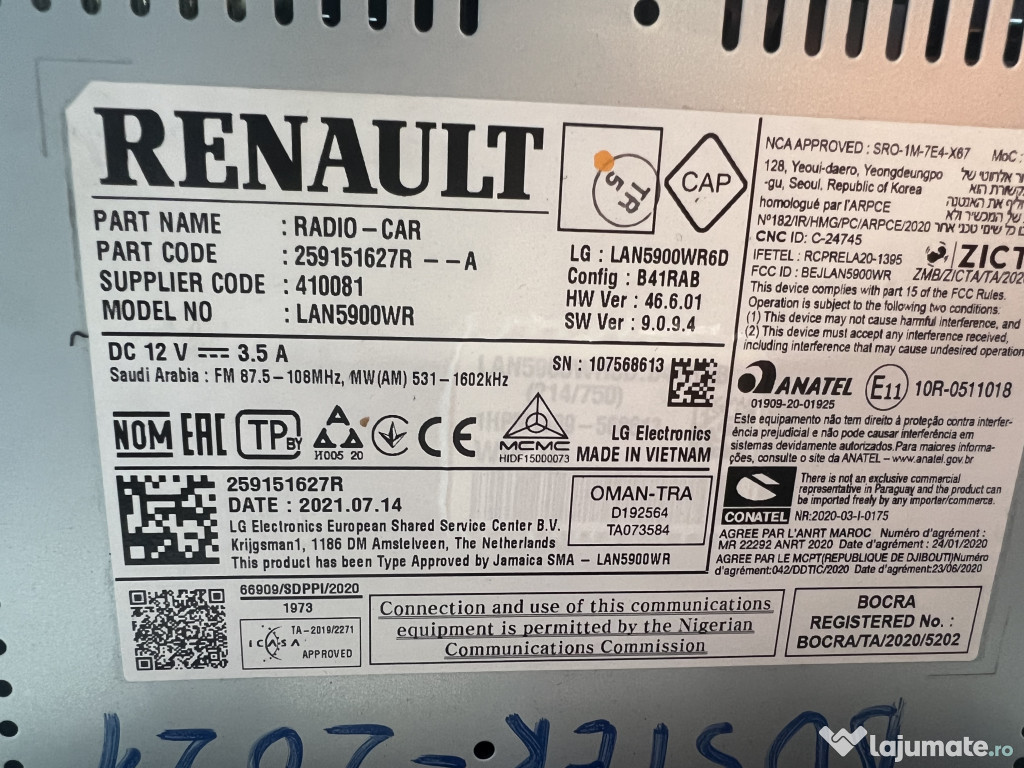 RENAULT
TR5
CAP
PART NAME : RADIO-CAR
PART CODE : 259151627R --A
SUPPLIER CODE : 410081
MODEL NO : LAN5900WR
LG : LAN5900WR6D
Config : B41RAB
HW Ver : 46.6.01
SW Ver : 9.0.9.4
DC 12 V 3.5 A
SN : 107568613
Saudi Arabia : FM 87.5-108MHz, MW(AM) 531-1602kHz
NOM EAC TP BY
H005 20
CE
MCMC
HIDF15000073
LG Electronics
MADE IN VIETNAM
259151627R
DATE : 2021.07.14
LG Electronics European Shared Service Center B.V.
Krijgsman1, 1186 DM Amstelveen, The Netherlands
This product has been Type Approved by Jamaica SMA - LAN5900WR
OMAN-TRA
D192564
TA073584
66909/SDPPI/2020
1973
ICASA TA-2019/2271
APPROVED
Connection and use of this communications
equipment is permitted by the Nigerian
Communications Commission
NCA APPROVED : SRO-1M-7E4-X67 MoC :
128, Yeoui-daero, Yeongdeungpo
-gu, Seoul, Republic of Korea
homologué par l'ARPCE
N°182/IR/HMG/PC/ARPCE/2020
CNC ID: C-24745
IFETEL : RCPRELA20-1395
FCC ID : BEJLAN5900WR
ZICT
ZMB/ZICTA/TA/202
This device complies with part 15 of the FCC Rules.
Operation is subject to the following two conditions:
(1) This device may not cause harmful interference, and
(2) This device must accept any interference received,
including interference that may cause undesired operation
ANATEL
01909-20-01925
E11 10R-0511018
Este equipamento não tem direito à proteção contra interfer-
ência prejudicial e não pode causar interferência em
sistemas devidamente autorizados.Para maiores informa-
ções, consulte o site da ANATEL - www.anatel.gov.br
CONATEL
There is not an exclusive commercial
representative in Paraguay and the product can
be imported freely by any importer/commerce.
NR:2020-03-I-0175
AGREE PAR L'ANRT MAROC Numéro d'agrément :
MR 22292 ANRT 2020 Date d'agrément : 24/01/2020
AGREE PAR LE MCPT(REPUBLIQUE DE DJIBOUTI)Numéro
d'agrément:042/DDTIC/2020 Date d'agrément:23/06/2020
BOCRA
REGISTERED No. :
BOCRA/TA/2020/5202
lajumate.ro